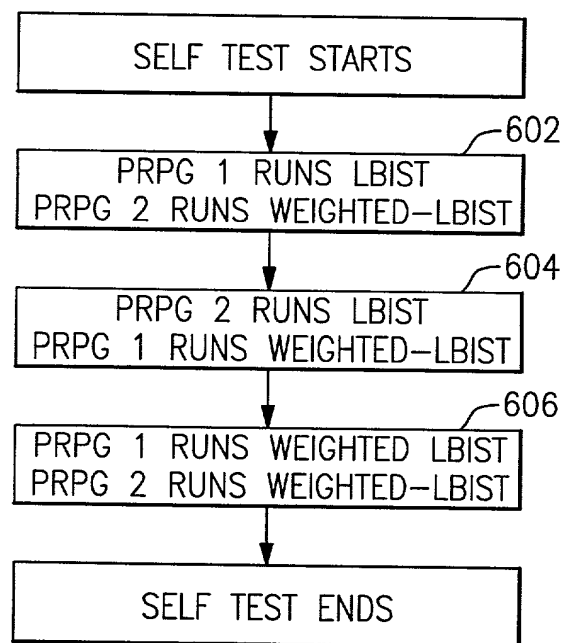 SELF TEST STARTS
602
PRPG 1 RUNS LBIST
PRPG 2 RUNS WEIGHTED-LBIST
604
PRPG 2 RUNS LBIST
PRPG 1 RUNS WEIGHTED-LBIST
606
PRPG 1 RUNS WEIGHTED LBIST
PRPG 2 RUNS WEIGHTED-LBIST
SELF TEST ENDS